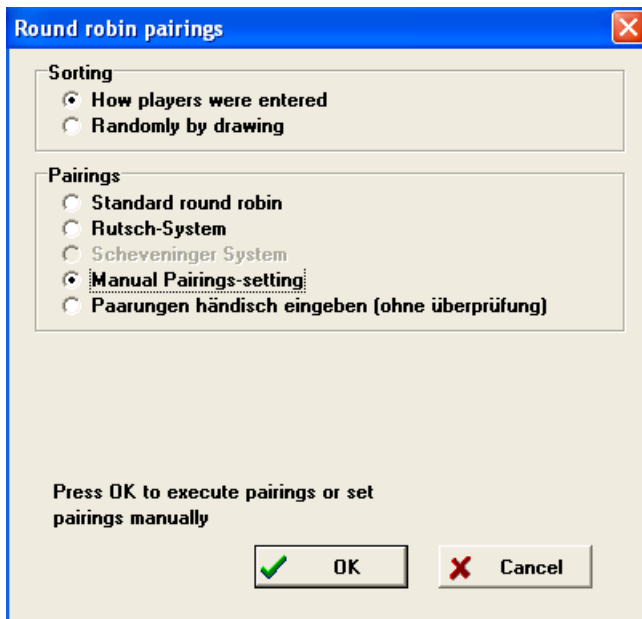 Round robin pairings
Sorting
How players were entered
Randomly by drawing
Pairings
Standard round robin
Rutsch-System
Scheveninger System
Manual Pairings-setting
Paarungen händisch eingeben (ohne überprüfung)
Press OK to execute pairings or set
pairings manually
OK
Cancel